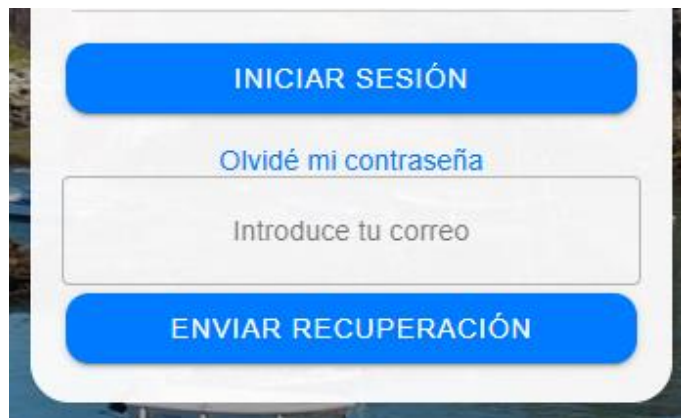 INICIAR SESIÓN
Olvidé mi contraseña
Introduce tu correo
ENVIAR RECUPERACIÓN